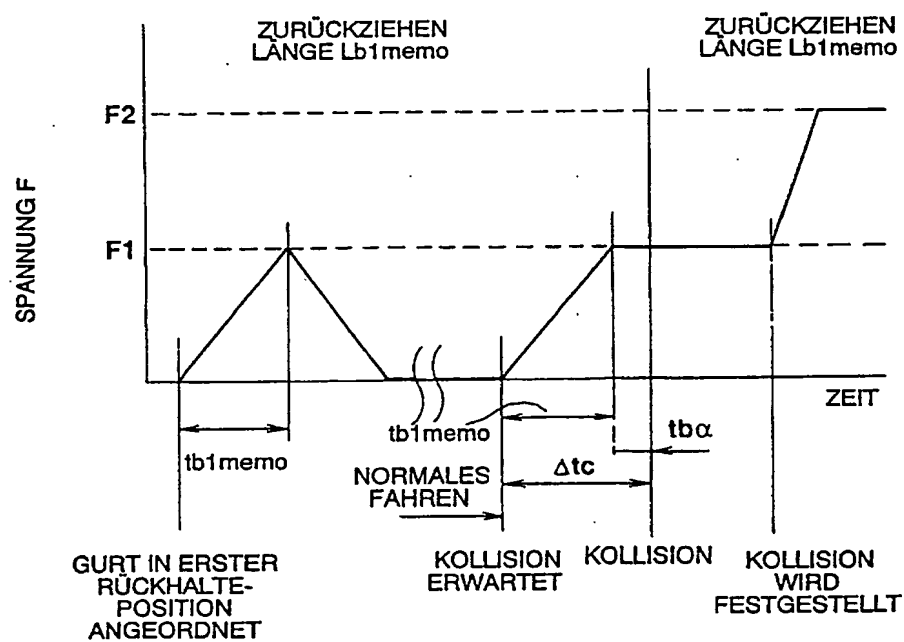 ZURÜCKZIEHEN
LÄNGE Lb1memo
ZURÜCKZIEHEN
LÄNGE Lb1memo
F2
SPANNUNG F
F1
ZEIT
tb1memo
tb1memo
tbα
Δtc
NORMALES
FAHREN
GURT IN ERSTER
RÜCKHALTE-
POSITION
ANGEORDNET
KOLLISION
ERWARTET
KOLLISION
KOLLISION
WIRD
FESTGESTELLT